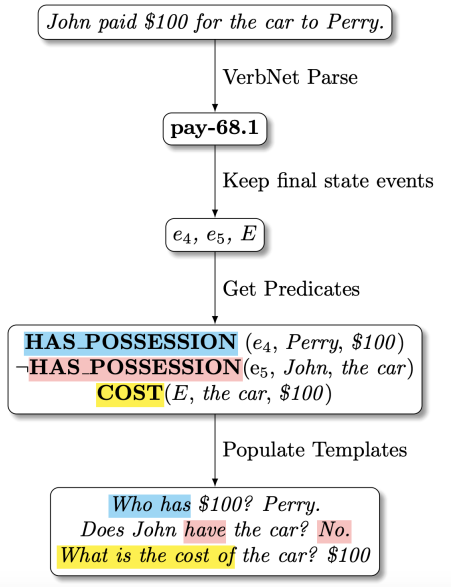 John paid $100 for the car to Perry.
VerbNet Parse
pay-68.1
Keep final state events
e₄, e₅, E
Get Predicates
HAS_POSSESSION (e₄, Perry, $100)
¬HAS_POSSESSION(e₅, John, the car)
COST(E, the car, $100)
Populate Templates
Who has $100? Perry.
Does John have the car? No.
What is the cost of the car? $100